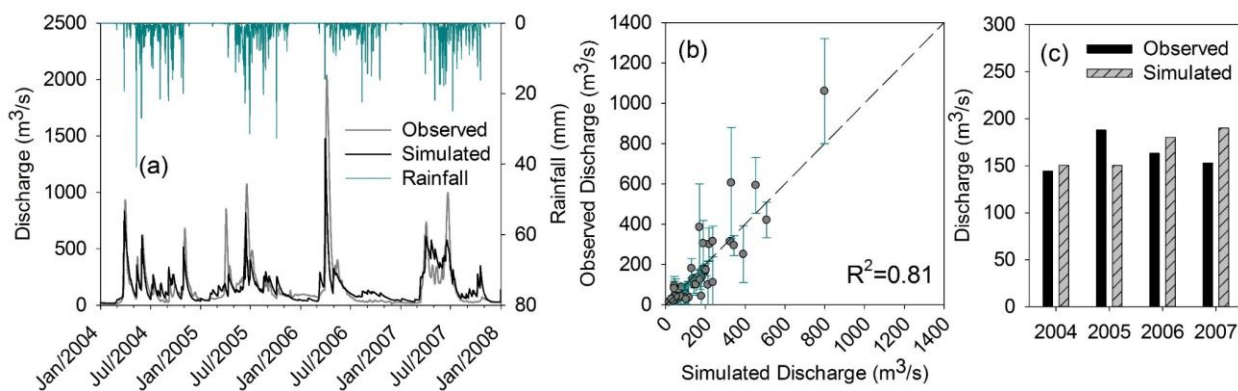 2500
2000
1500
1000
500
0
Discharge (m³/s)
(a)
Observed
Simulated
Rainfall
0
20
40
60
80
Rainfall (mm)
Jan/2004
Jul/2004
Jan/2005
Jul/2005
Jan/2006
Jul/2006
Jan/2007
Jul/2007
Jan/2008
1400
1200
1000
800
600
400
200
0
Observed Discharge (m³/s)
(b)
R²=0.81
0
200
400
600
800
1000
1200
1400
Simulated Discharge (m³/s)
300
250
200
150
100
50
0
Discharge (m³/s)
Observed
Simulated
(c)
2004 2005 2006 2007